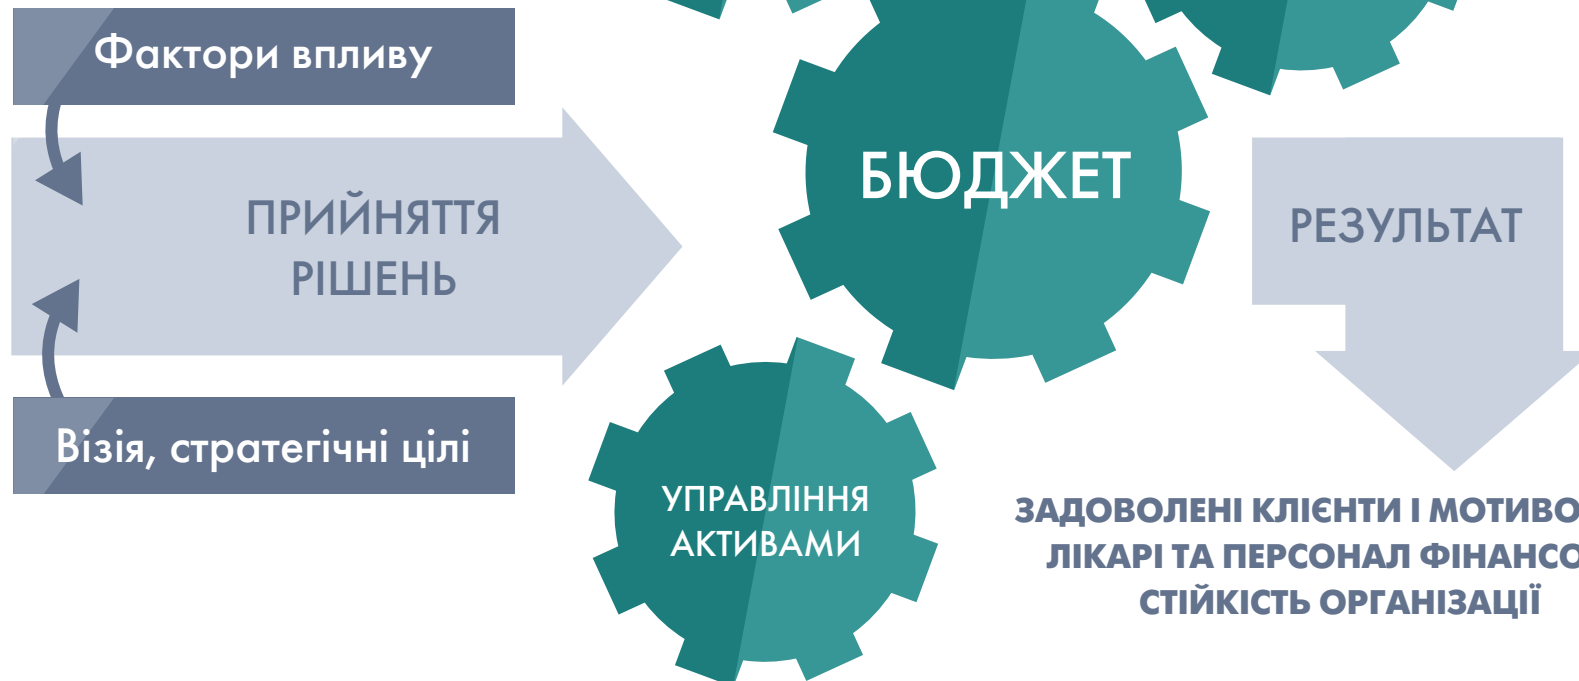 Фактори впливу
ПРИЙНЯТТЯ
РІШЕНЬ
Візія, стратегічні цілі
БЮДЖЕТ
УПРАВЛІННЯ
АКТИВАМИ
РЕЗУЛЬТАТ
ЗАДОВОЛЕНІ КЛІЄНТИ І
ЛІКАРІ ТА ПЕРСОНАЛ
СТІЙКІСТЬ ОРГАНІЗАЦІЇ